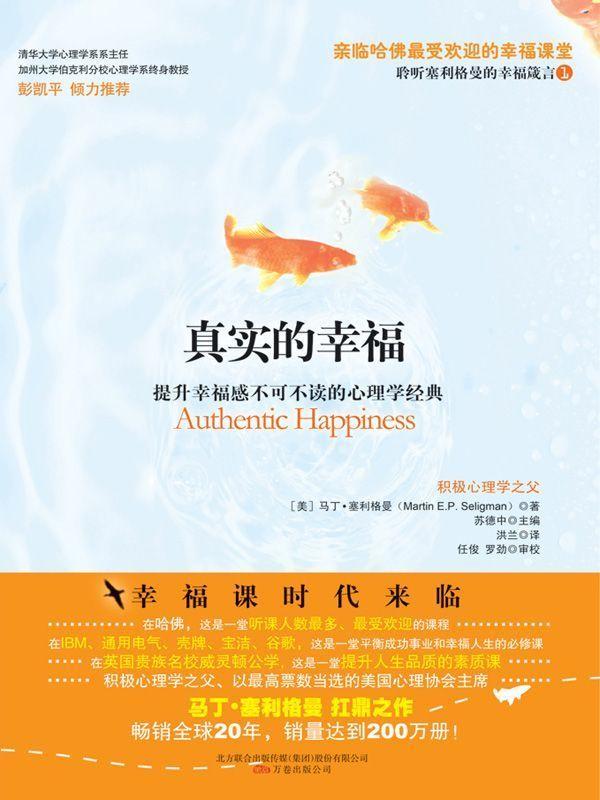 清华大学心理学系系主任
加州大学伯克利分校心理学系终身教授
彭凯平 倾力推荐
亲临哈佛最受欢迎的幸福课堂
聆听塞利格曼的幸福箴言1
真实的幸福
提升幸福感不可不读的心理学经典
Authentic Happiness
积极心理学之父
[美]马丁·塞利格曼(Martin E.P. Seligman)◎著
苏德中◎主编
洪兰◎译
任俊 罗劲◎审校
幸福课时代来临
在哈佛，这是一堂听课人数最多、最受欢迎的课程
在IBM、通用电气、壳牌、宝洁、谷歌，这是一堂平衡成功事业和幸福人生的必修课
在英国贵族名校威灵顿公学，这是一堂提升人生品质的素质课
积极心理学之父、以最高票数当选的美国心理协会主席
马丁·塞利格曼 扛鼎之作
畅销全球20年，销量达到200万册！
北方联合出版传媒(集团)股份有限公司
万卷出版公司